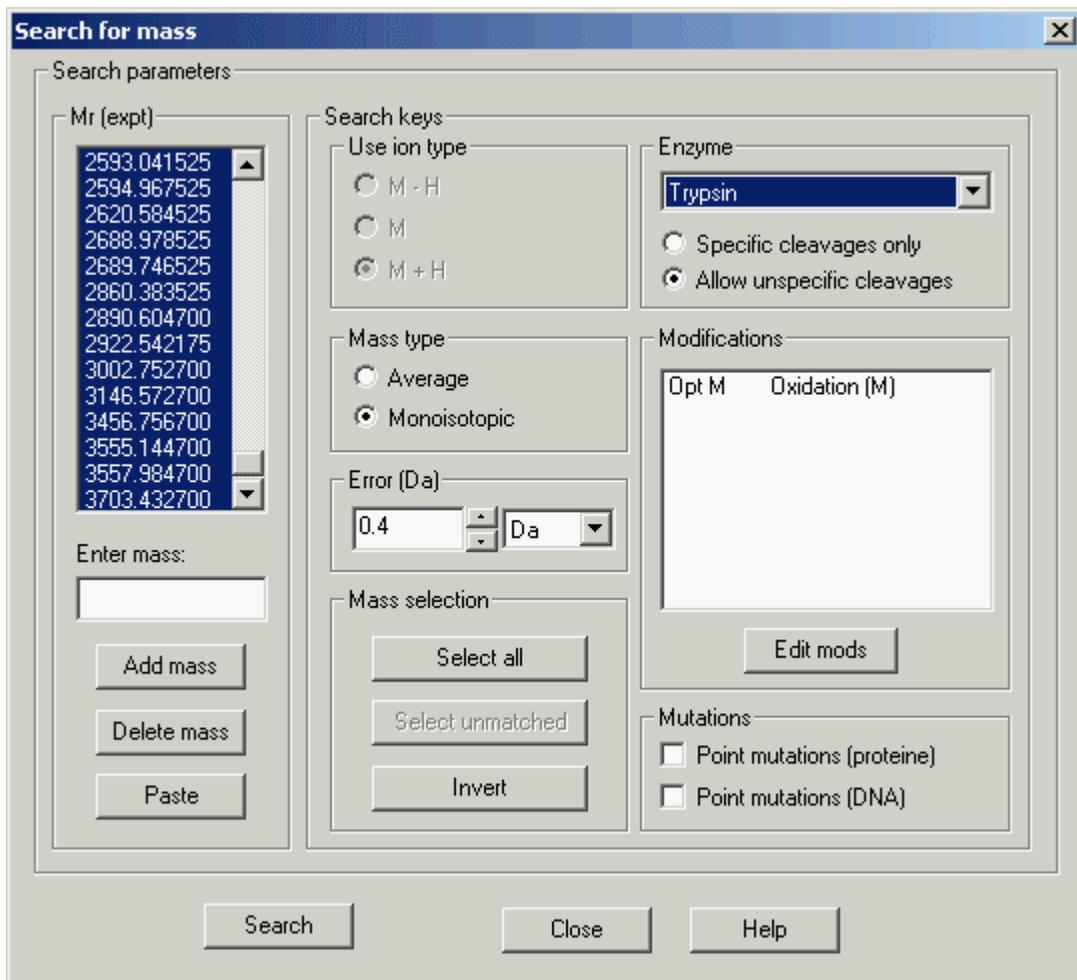 Search for mass
Search parameters
Mr (expt)
2593.041525
2594.967525
2620.584525
2688.978525
2689.746525
2860.383525
2890.604700
2922.542175
3002.752700
3146.572700
3456.756700
3555.144700
3557.984700
3703.432700
Enter mass:
Add mass
Delete mass
Paste
Search keys
Use ion type
M - H
M
M + H
Mass type
Average
Monoisotopic
Error (Da)
0.4 Da
Mass selection
Select all
Select unmatched
Invert
Enzyme
Trypsin
Specific cleavages only
Allow unspecific cleavages
Modifications
Opt M Oxidation (M)
Edit mods
Mutations
Point mutations (proteine)
Point mutations (DNA)
Search Close Help